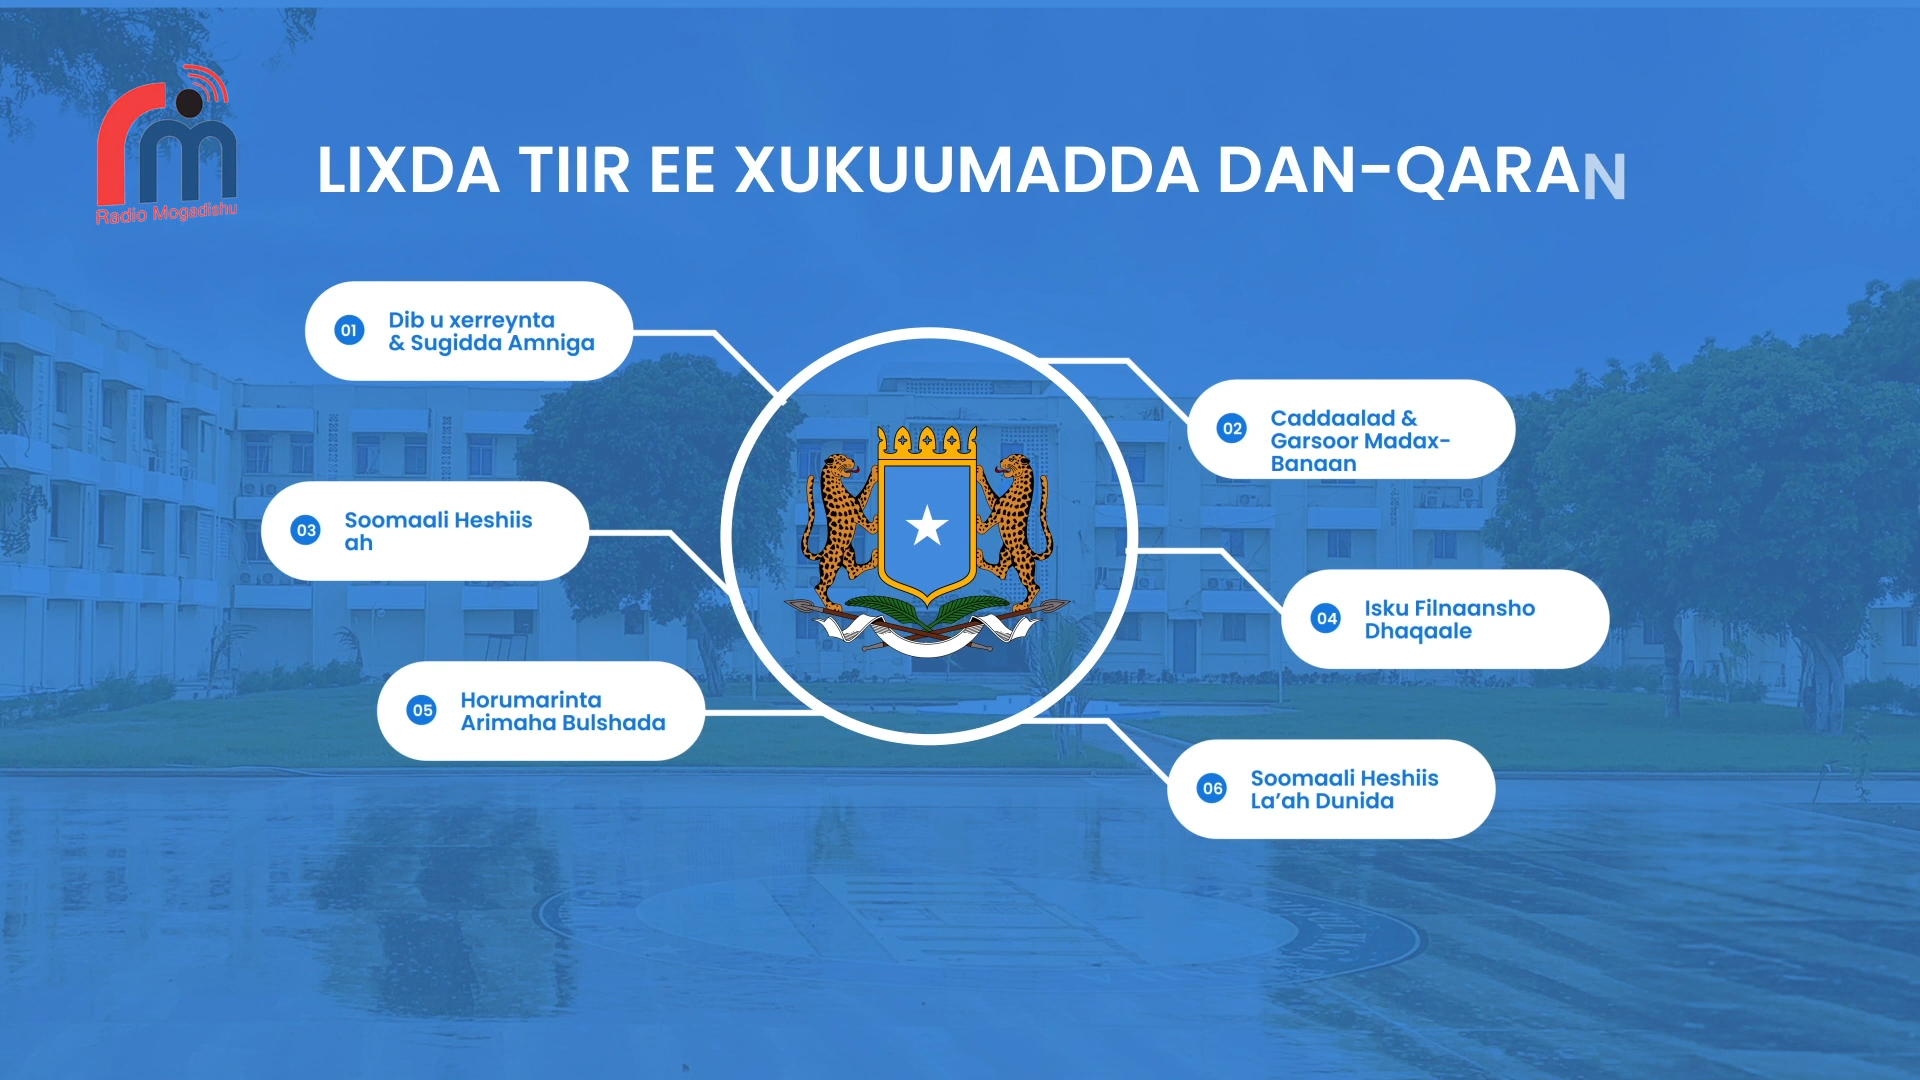 Radio Mogadishu
LIXDA TIIR EE XUKUUMADDA DAN-QARAN
01
Dib u xerreynta
& Sugidda Amniga
02
Caddaalad &
Garsoor Madax-
Banaan
03
Soomaali Heshiis
ah
04
Isku Filnaansho
Dhaqaale
05
Horumarinta
Arimaha Bulshada
06
Soomaali Heshiis
La’ah Dunida